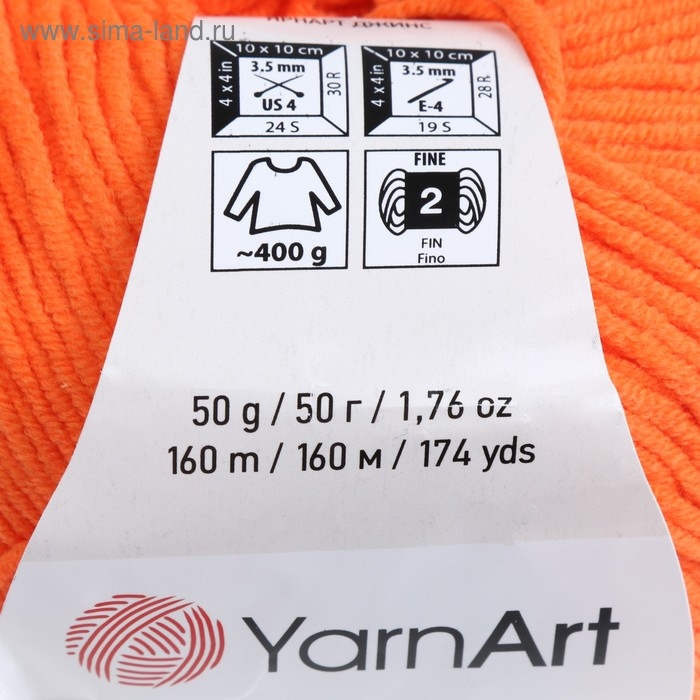 © www.sima-land.ru
ЯРНАРТ ДЖИНС
10 x 10 cm
4 x 4 in
3.5 mm
US 4
30 R
24 S
10 x 10 cm
4 x 4 in
3.5 mm
E-4
28 R
19 S
~400 g
FINE
2
FIN
Fino
50 g / 50 г / 1,76 oz
160 m / 160 м / 174 yds
YarnArt